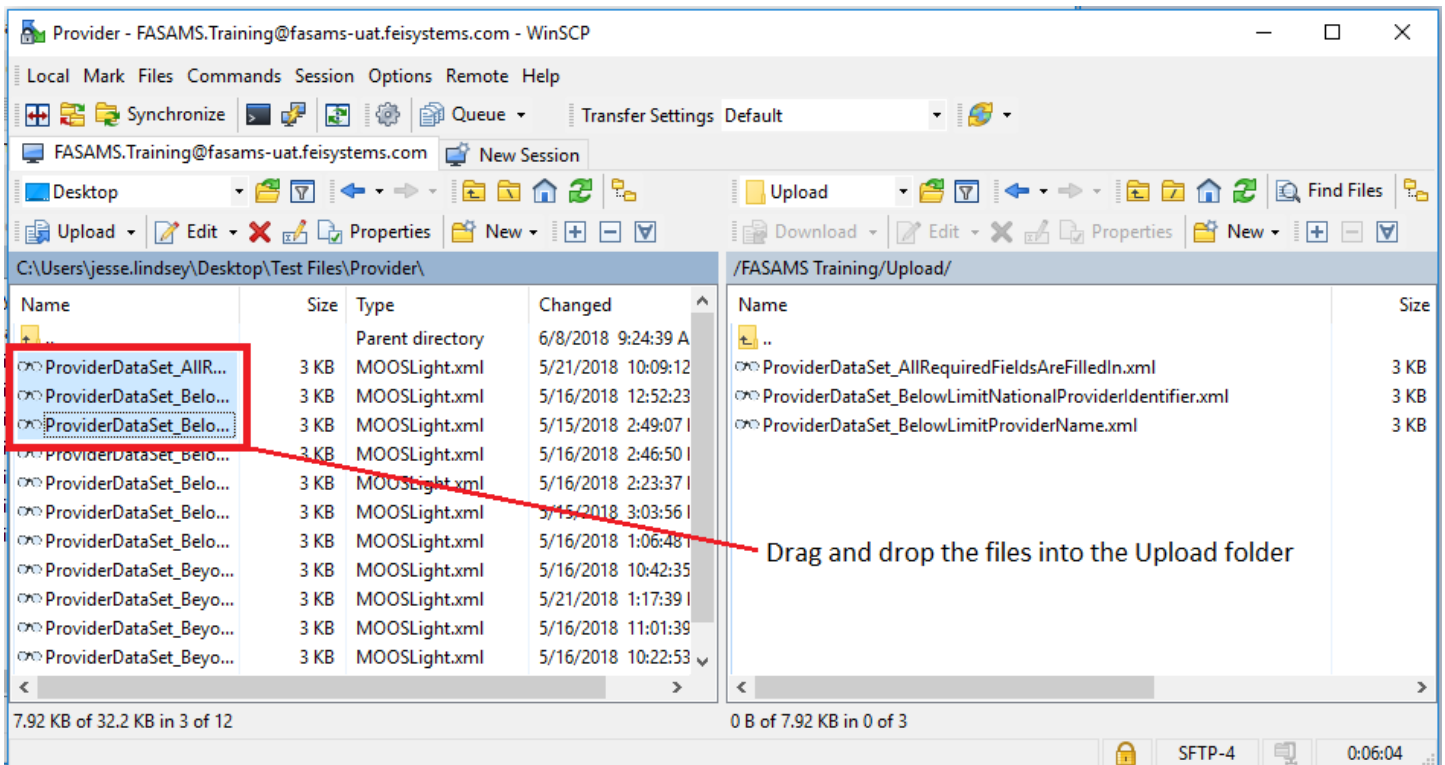 Provider - FASAMS.Training@fasams-uat.feisystems.com - WinSCP
Local Mark Files Commands Session Options Remote Help
Synchronize Queue Transfer Settings Default
FASAMS.Training@fasams-uat.feisystems.com New Session
Desktop Upload Find Files
Upload Edit Properties New Download Edit Properties New
C:\Users\jesse.lindsey\Desktop\Test Files\Provider\ /FASAMS Training/Upload/
Name Size Type Changed Name Size
.. Parent directory 6/8/2018 9:24:39 A ..
ProviderDataSet_AllR... 3 KB MOOSLight.xml 5/21/2018 10:09:12 ProviderDataSet_AllRequiredFieldsAreFilledIn.xml 3 KB
ProviderDataSet_Belo... 3 KB MOOSLight.xml 5/16/2018 12:52:23 ProviderDataSet_BelowLimitNationalProviderIdentifier.xml 3 KB
ProviderDataSet_Belo... 3 KB MOOSLight.xml 5/15/2018 2:49:07 ProviderDataSet_BelowLimitProviderName.xml 3 KB
ProviderDataSet_Belo... 3 KB MOOSLight.xml 5/16/2018 2:46:50
ProviderDataSet_Belo... 3 KB MOOSLight.xml 5/16/2018 2:23:37
ProviderDataSet_Belo... 3 KB MOOSLight.xml 5/15/2018 3:03:56
ProviderDataSet_Belo... 3 KB MOOSLight.xml 5/16/2018 1:06:48
Drag and drop the files into the Upload folder
ProviderDataSet_Beyo... 3 KB MOOSLight.xml 5/16/2018 10:42:35
ProviderDataSet_Beyo... 3 KB MOOSLight.xml 5/21/2018 1:17:39
ProviderDataSet_Beyo... 3 KB MOOSLight.xml 5/16/2018 11:01:39
ProviderDataSet_Beyo... 3 KB MOOSLight.xml 5/16/2018 10:22:53
7.92 KB of 32.2 KB in 3 of 12 0 B of 7.92 KB in 0 of 3
SFTP-4 0:06:04